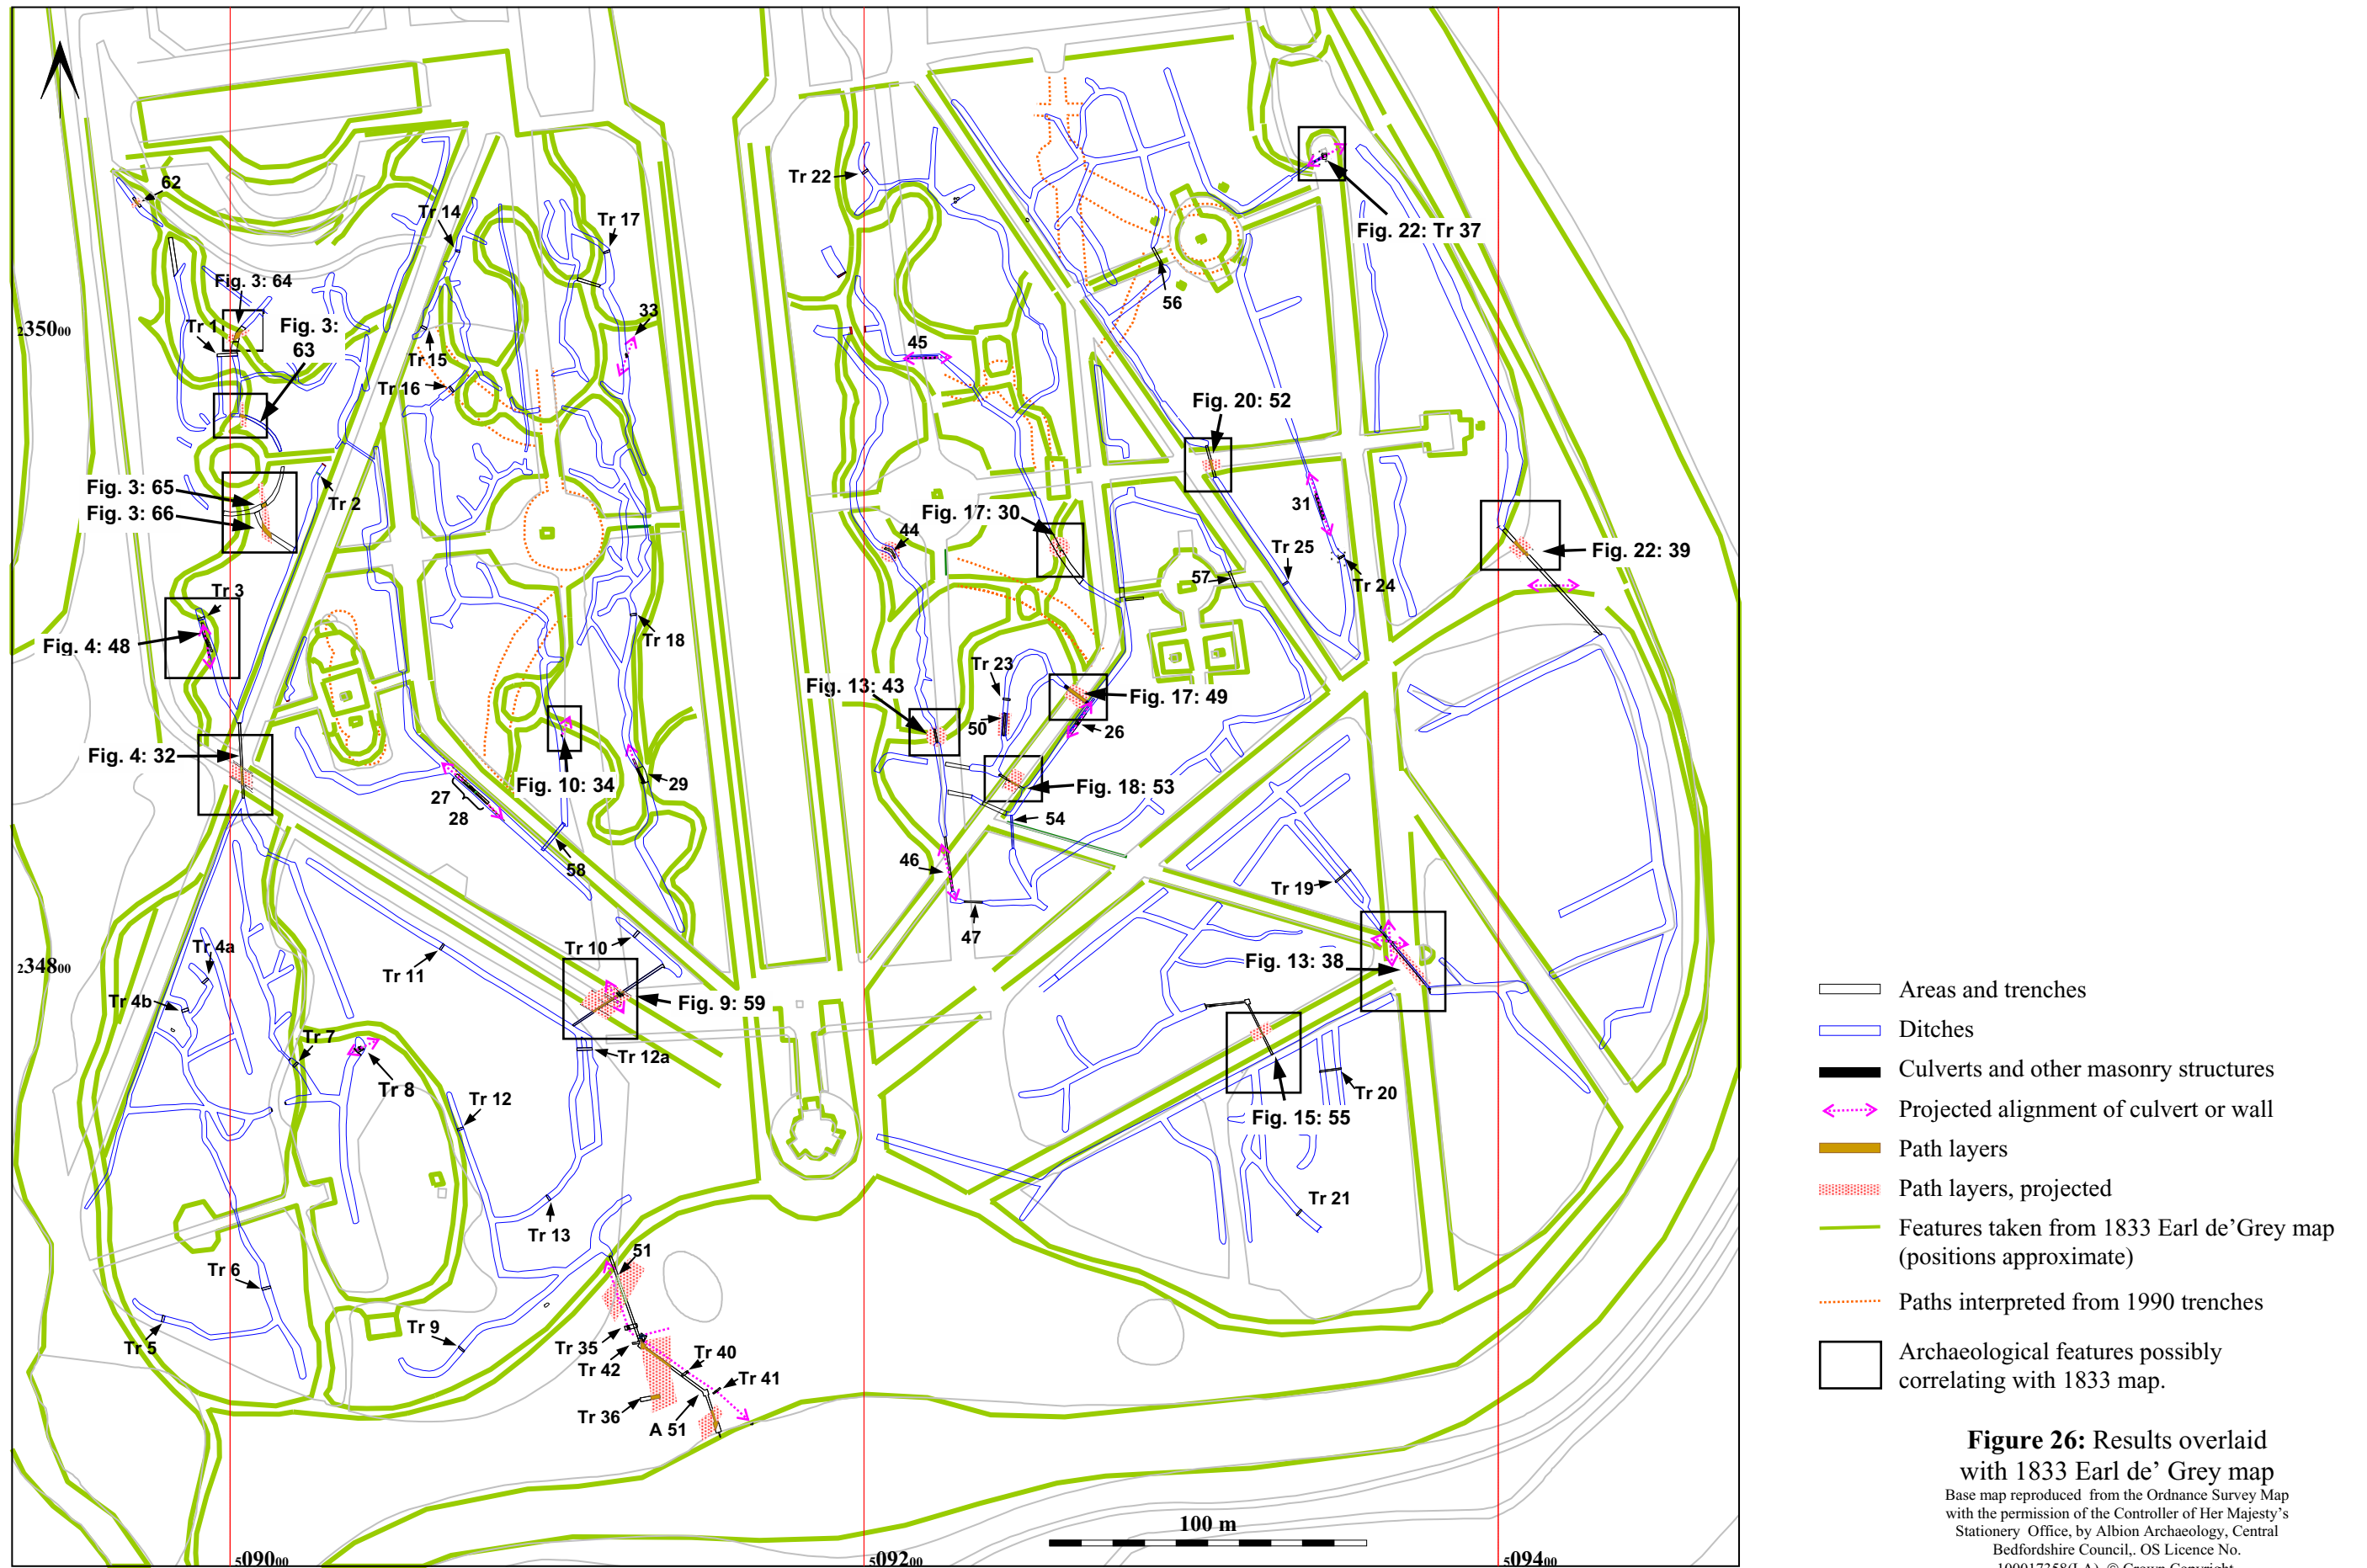 62
Tr 14
Tr 17
Tr 22
Fig. 22: Tr 37
Fig. 3: 64
56
33
235000
Tr 1
Fig. 3:
63
Tr 15
45
Tr 16
Fig. 20: 52
Fig. 3: 65
Tr 2
31
Fig. 3: 66
Fig. 17: 30
44
Fig. 22: 39
Tr 25
57
Tr 24
Tr 3
Tr 18
Fig. 4: 48
Tr 23
Fig. 13: 43
Fig. 17: 49
50
26
Fig. 4: 32
Fig. 10: 34
29
Fig. 18: 53
27
28
54
46
58
Tr 19
47
Tr 10
Tr 4a
Tr 11
234800
Fig. 13: 38
Tr 4b
Fig. 9: 59
Tr 7
Tr 12a
Tr 8
Tr 12
Tr 20
Fig. 15: 55
Tr 21
Tr 13
51
Tr 6
Tr 9
Tr 5
Tr 35
Tr 42
Tr 40
Tr 41
Tr 36
A 51
100 m
509000
509200
509400
Areas and trenches
Ditches
Culverts and other masonry structures
Projected alignment of culvert or wall
Path layers
Path layers, projected
Features taken from 1833 Earl de’Grey map
(positions approximate)
Paths interpreted from 1990 trenches
Archaeological features possibly
correlating with 1833 map.
Figure 26: Results overlaid
with 1833 Earl de’ Grey map
Base map reproduced from the Ordnance Survey Map
with the permission of the Controller of Her Majesty’s
Stationery Office, by Albion Archaeology, Central
Bedfordshire Council,. OS Licence No.
100017358(LA). © Crown Copyright.